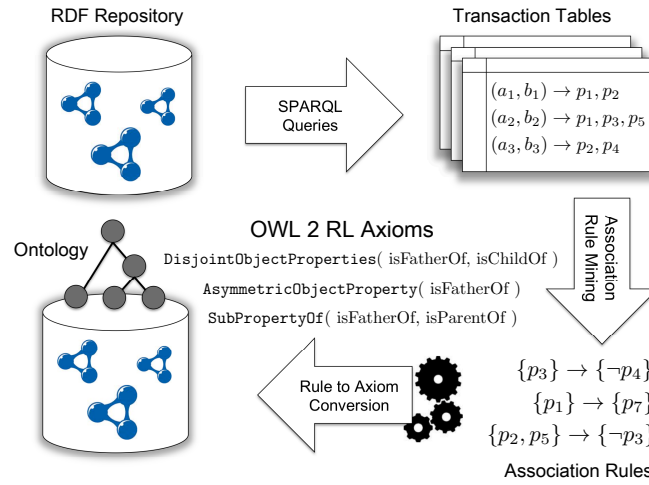 RDF Repository
Transaction Tables
SPARQL
Queries
(a₁, b₁) → p₁, p₂
(a₂, b₂) → p₁, p₃, p₅
(a₃, b₃) → p₂, p₄
Association
Rule Mining
OWL 2 RL Axioms
Ontology
DisjointObjectProperties( isFatherOf, isChildOf )
AsymmetricObjectProperty( isFatherOf )
SubPropertyOf( isFatherOf, isParentOf )
Rule to Axiom
Conversion
{p₃} → {¬p₄}
{p₁} → {p₇}
{p₂, p₅} → {¬p₃}
Association Rules